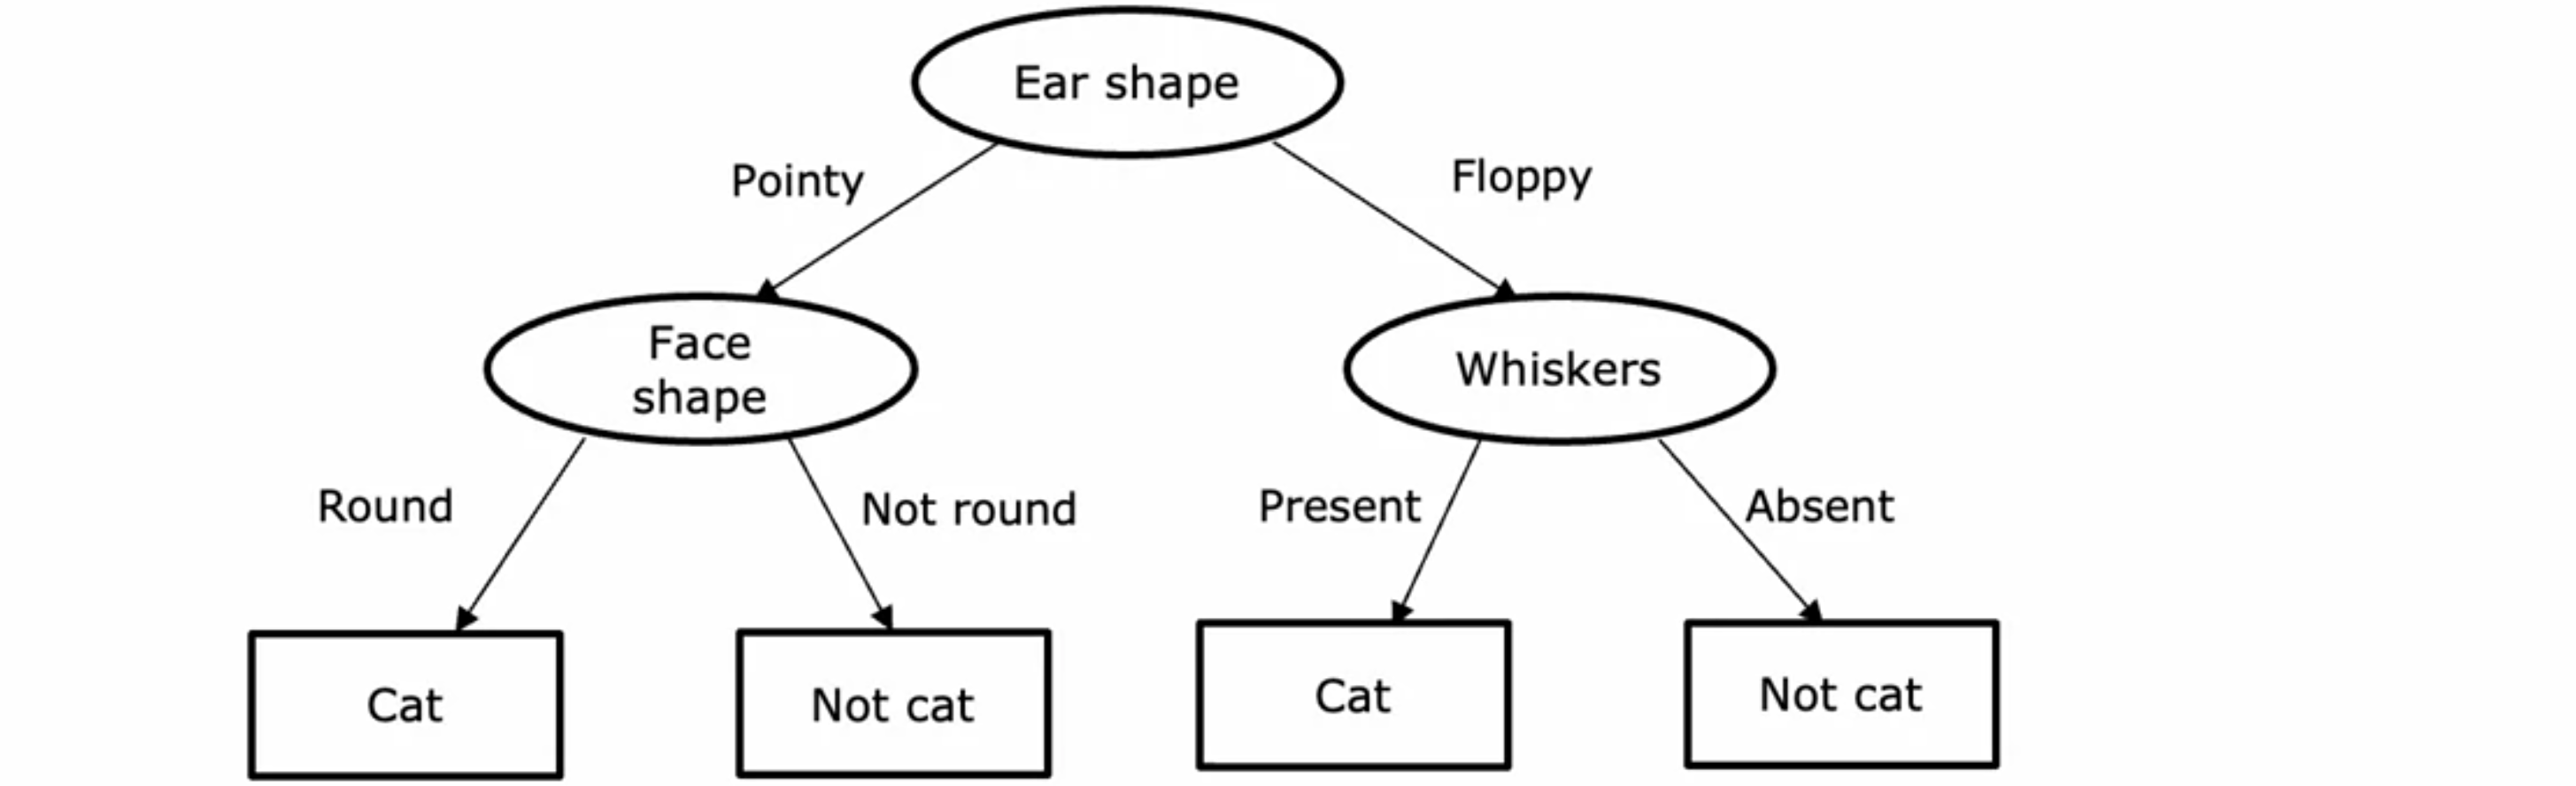 Ear shape
Pointy
Floppy
Face
shape
Whiskers
Round
Not round
Present
Absent
Cat
Not cat
Cat
Not cat